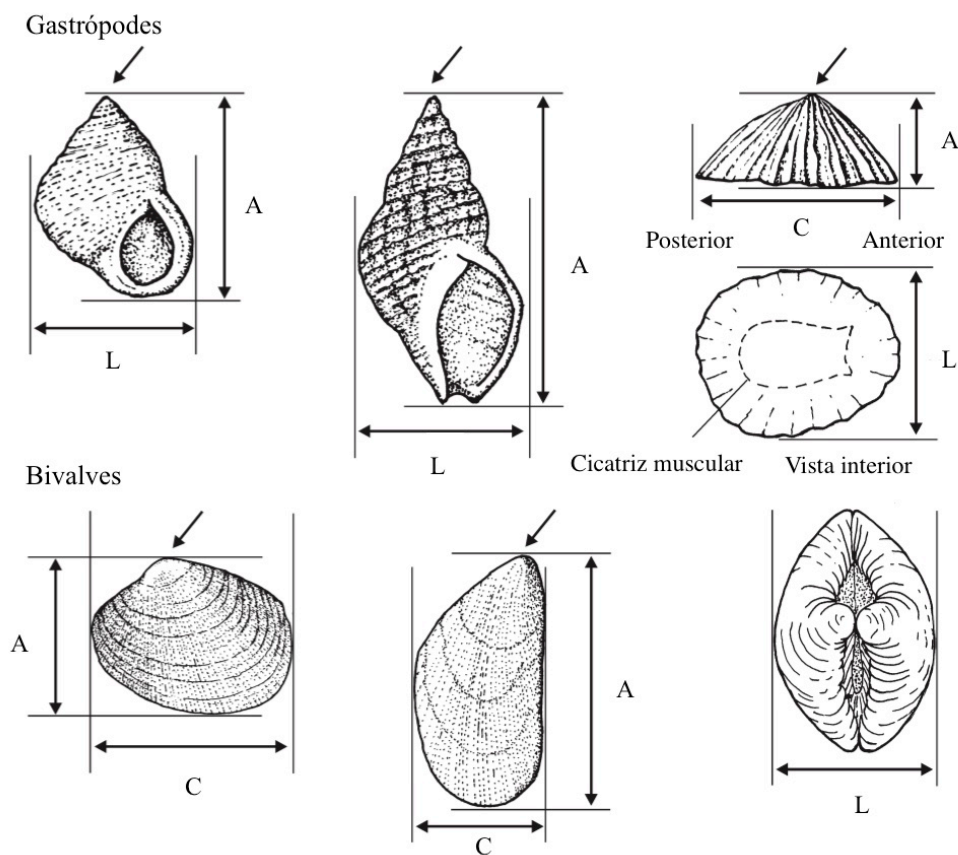 Gastrópodes
A
L
A
L
A
C
Posterior
Anterior
L
Cicatriz muscular
Vista interior
Bivalves
A
C
A
C
L